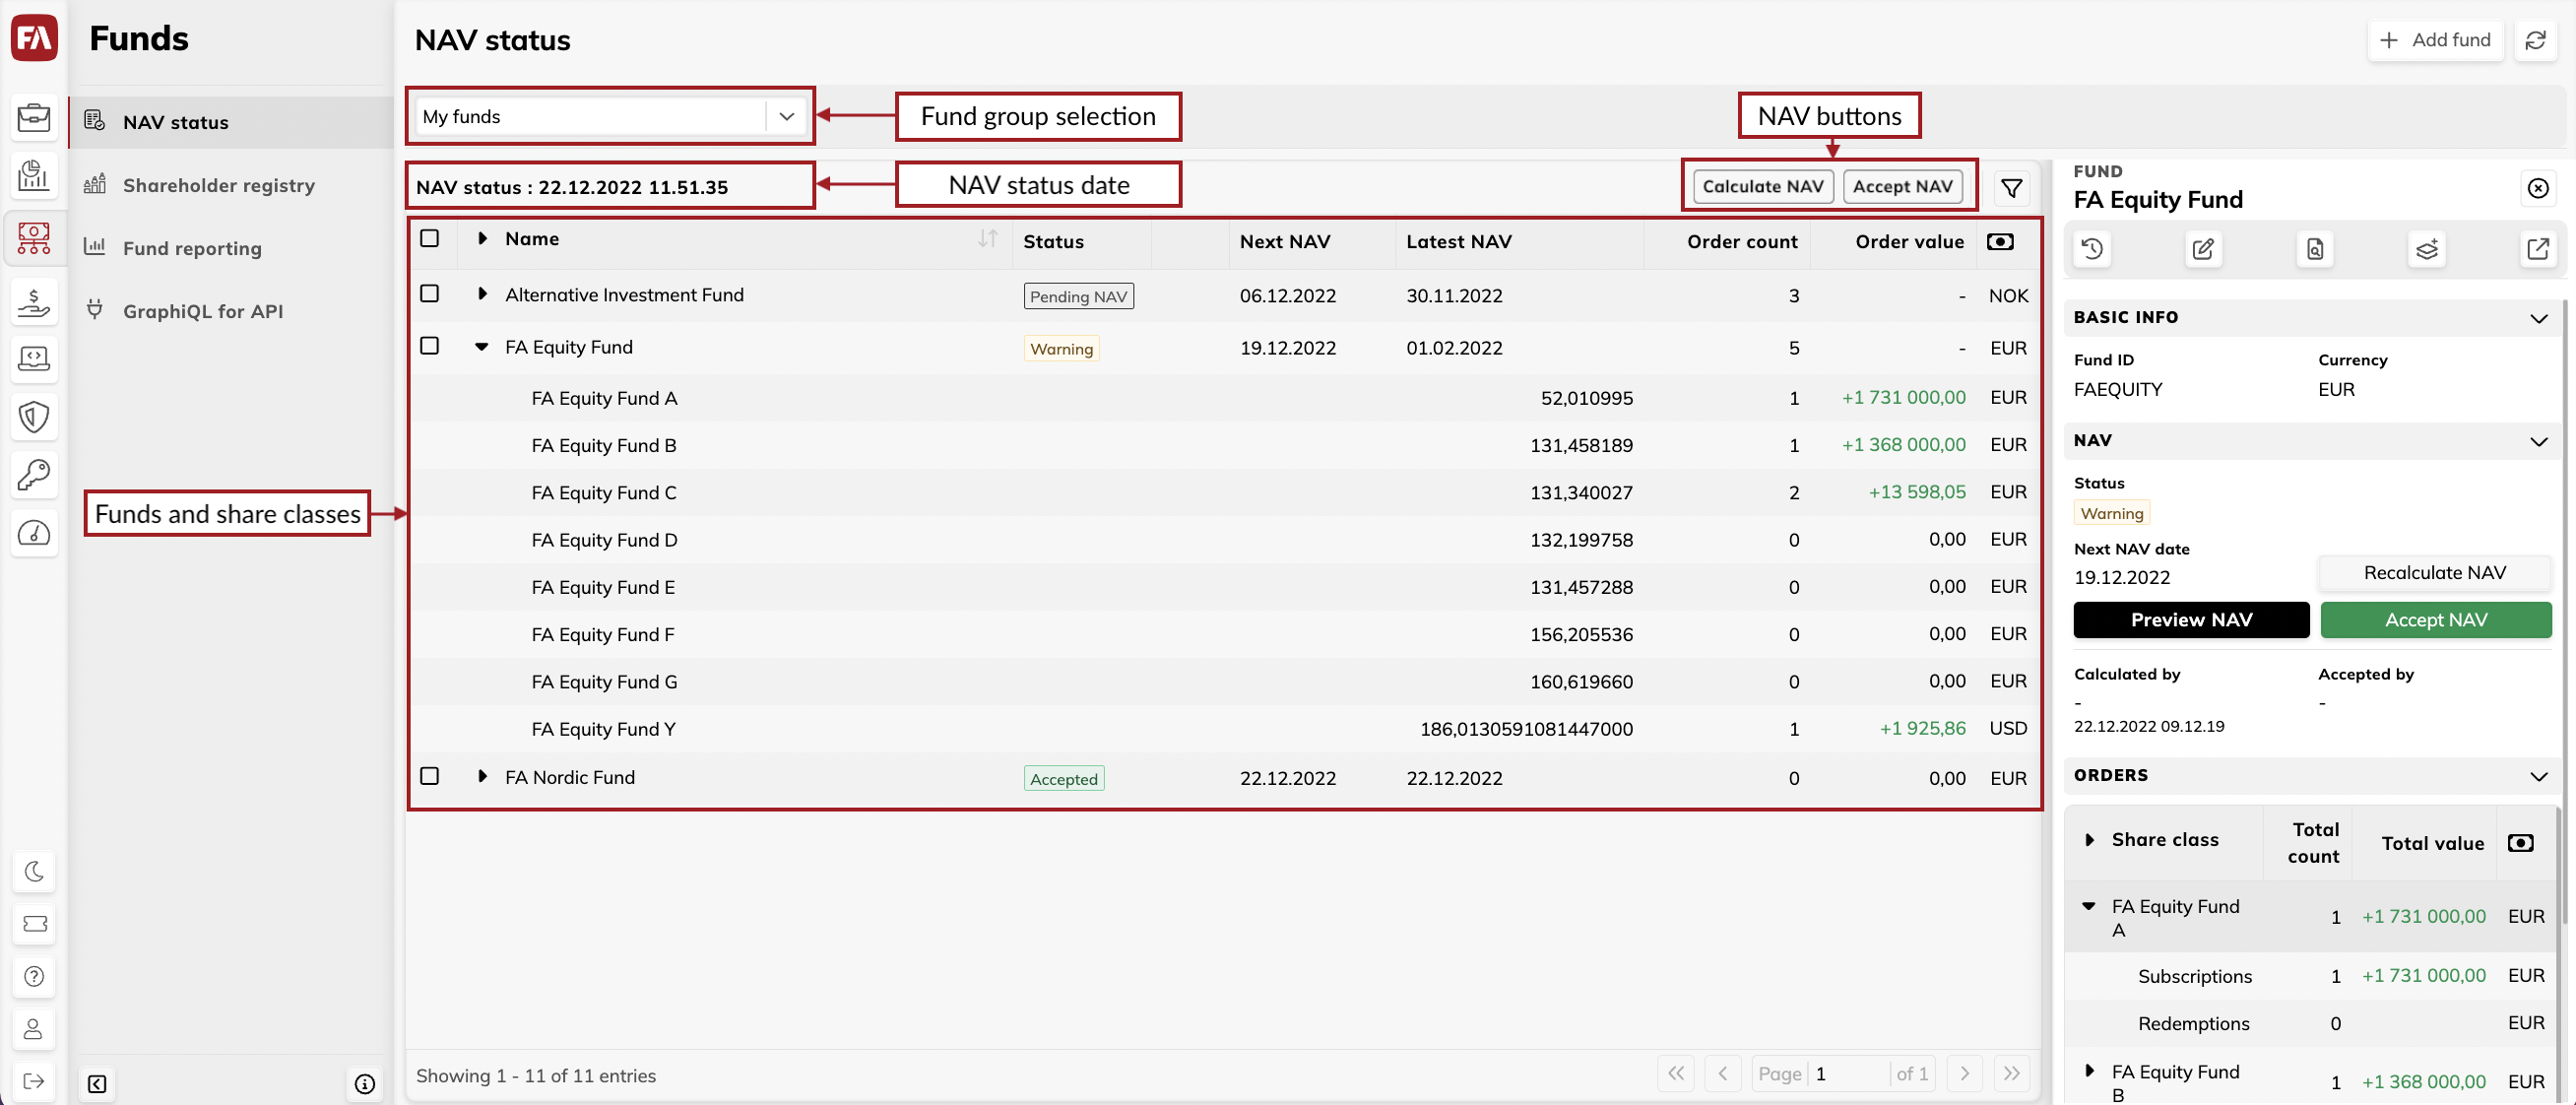 FA
Funds
NAV status
Shareholder registry
Fund reporting
GraphiQL for API
NAV status
Add fund
My funds
Fund group selection
NAV buttons
NAV status : 22.12.2022 11.51.35
NAV status date
Calculate NAV Accept NAV
Funds and share classes
Name Status Next NAV Latest NAV Order count Order value
Alternative Investment Fund Pending NAV 06.12.2022 30.11.2022 3 - NOK
FA Equity Fund Warning 19.12.2022 01.02.2022 5 - EUR
FA Equity Fund A 52,010995 1 +1 731 000,00 EUR
FA Equity Fund B 131,458189 1 +1 368 000,00 EUR
FA Equity Fund C 131,340027 2 +13 598,05 EUR
FA Equity Fund D 132,199758 0 0,00 EUR
FA Equity Fund E 131,457288 0 0,00 EUR
FA Equity Fund F 156,205536 0 0,00 EUR
FA Equity Fund G 160,619660 0 0,00 EUR
FA Equity Fund Y 186,0130591081447000 1 +1 925,86 USD
FA Nordic Fund Accepted 22.12.2022 22.12.2022 0 0,00 EUR
Showing 1 - 11 of 11 entries
Page 1 of 1
FUND
FA Equity Fund
BASIC INFO
Fund ID Currency
FAEQUITY EUR
NAV
Status
Warning
Next NAV date
19.12.2022 Recalculate NAV
Preview NAV Accept NAV
Calculated by Accepted by
- -
22.12.2022 09.12.19
ORDERS
Share class Total count Total value
FA Equity Fund A 1 +1 731 000,00 EUR
Subscriptions 1 +1 731 000,00 EUR
Redemptions 0 EUR
FA Equity Fund B 1 +1 368 000,00 EUR